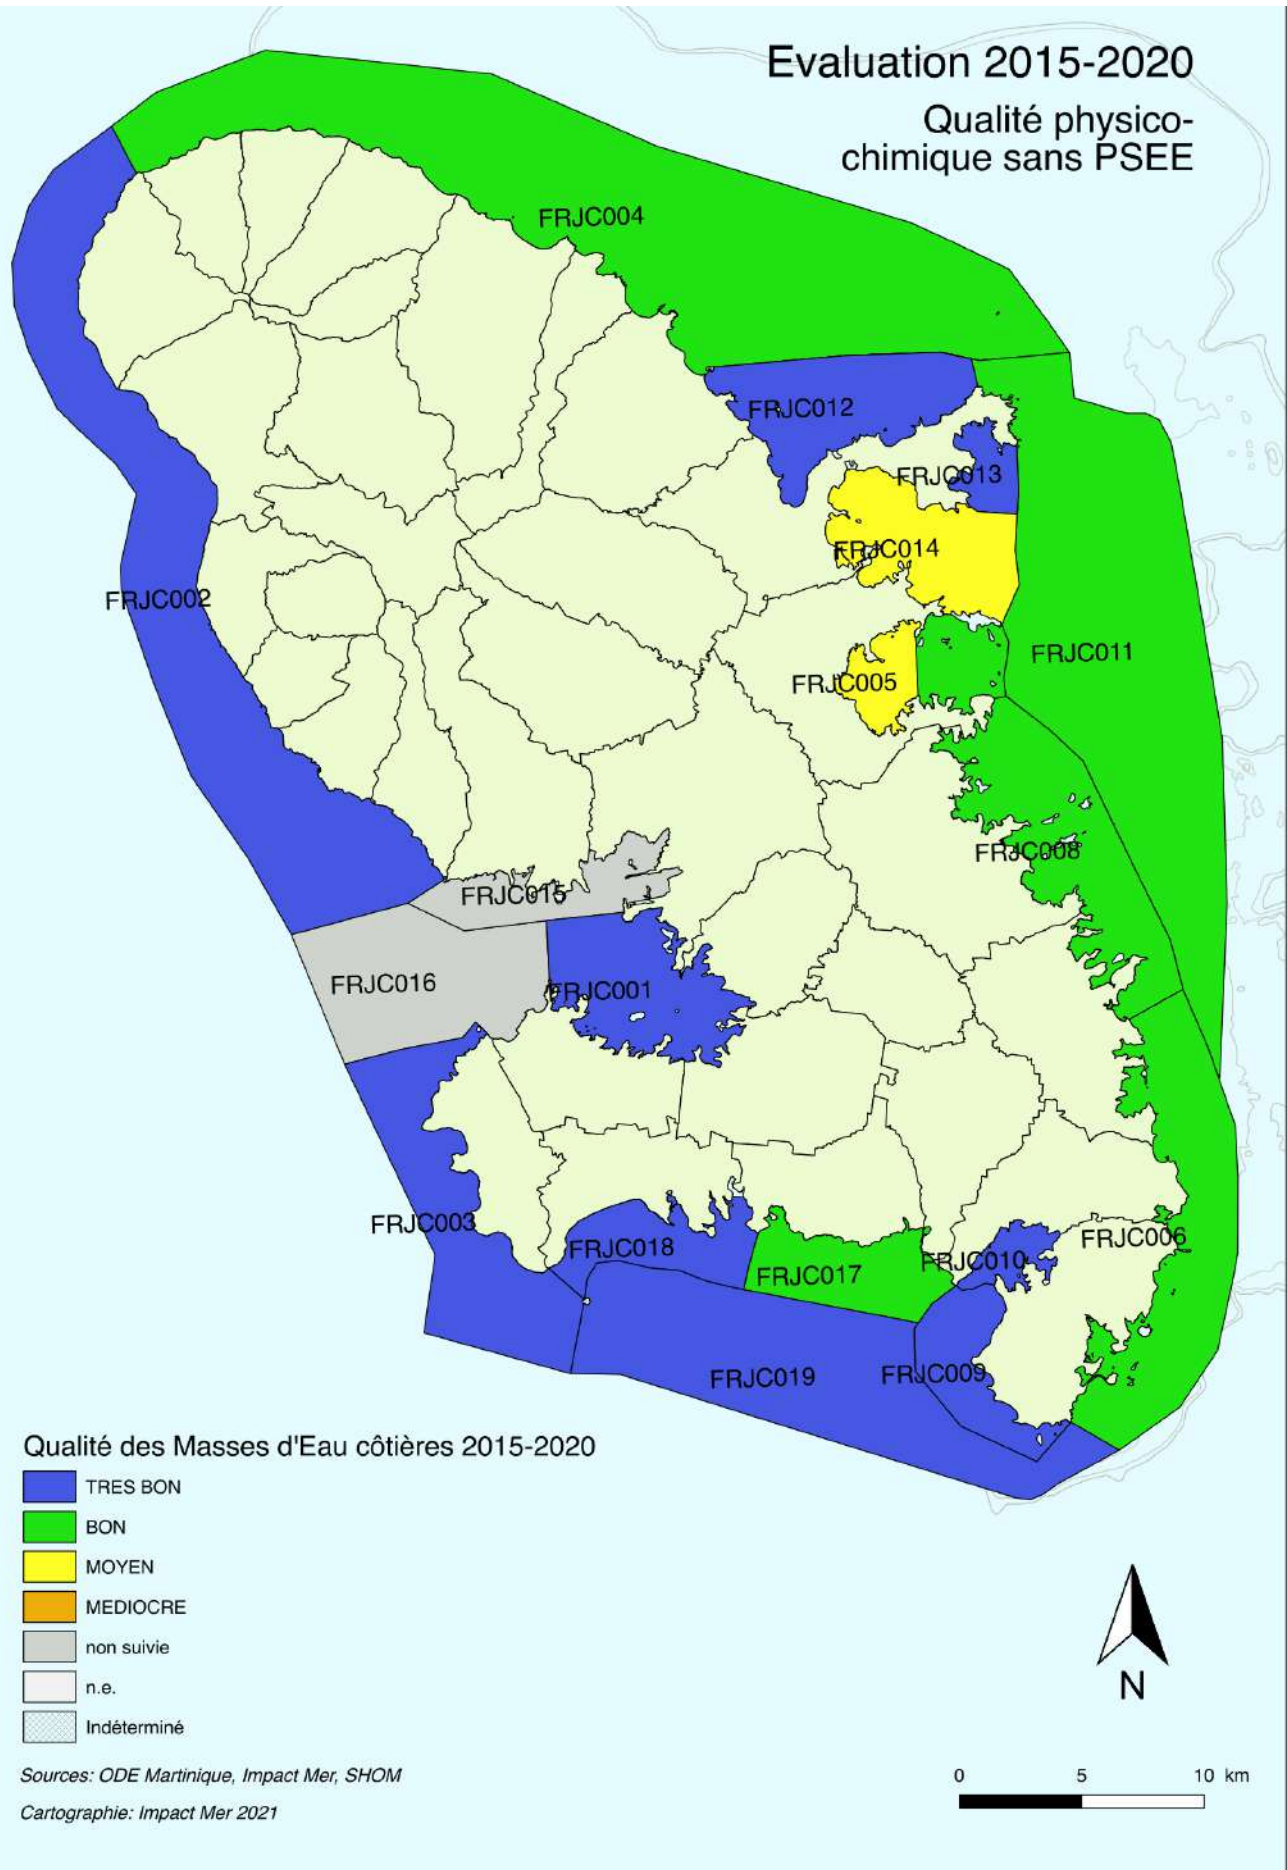 Evaluation 2015-2020
Qualité physico-
chimique sans PSEE
FRJC004
FRJC012
FRJC013
FRJC014
FRJC002
FRJC011
FRJC005
FRJC008
FRJC015
FRJC016
FRJC001
FRJC003
FRJC018
FRJC006
FRJC010
FRJC017
FRJC019
FRJC009
Qualité des Masses d'Eau côtières 2015-2020
TRES BON
BON
MOYEN
MEDIOCRE
non suivie
n.e.
Indéterminé
N
Sources: ODE Martinique, Impact Mer, SHOM
0 5 10 km
Cartographie: Impact Mer 2021